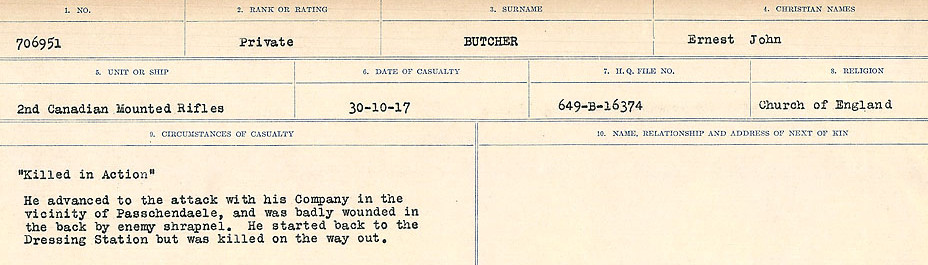 1. NO. 2. RANK OR RATING 3. SURNAME 4. CHRISTIAN NAMES
706951 Private BUTCHER Ernest John
5. UNIT OR SHIP 6. DATE OF CASUALTY 7. H. Q. FILE NO. 8. RELIGION
2nd Canadian Mounted Rifles 30-10-17 649-B-16374 Church of England
9. CIRCUMSTANCES OF CASUALTY 10. NAME, RELATIONSHIP AND ADDRESS OF NEXT OF KIN
"Killed in Action"
He advanced to the attack with his Company in the
vicinity of Passchendaele, and was badly wounded in
the back by enemy shrapnel. He started back to the
Dressing Station but was killed on the way out.